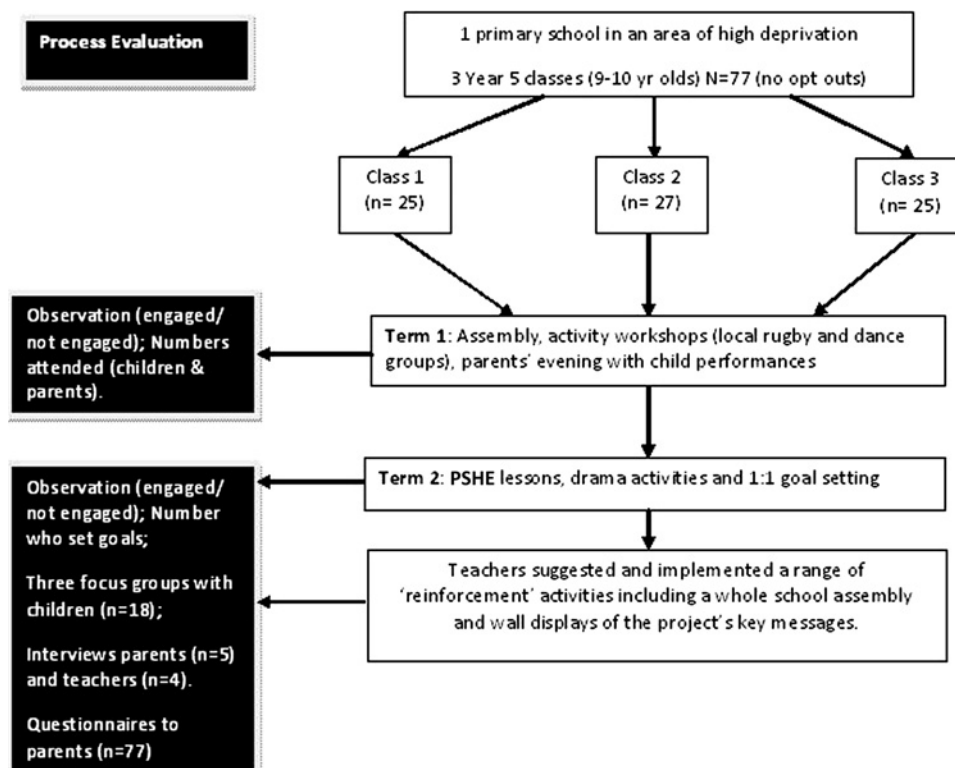 Process Evaluation
1 primary school in an area of high deprivation
3 Year 5 classes (9-10 yr olds) N=77 (no opt outs)
Class 1
(n= 25)
Class 2
(n= 27)
Class 3
(n= 25)
Observation (engaged/
not engaged); Numbers
attended (children &
parents).
Term 1: Assembly, activity workshops (local rugby and dance
groups), parents' evening with child performances
Term 2: PSHE lessons, drama activities and 1:1 goal setting
Observation (engaged/
not engaged); Number
who set goals;
Three focus groups with
children (n=18);
Interviews parents (n=5)
and teachers (n=4).
Questionnaires to
parents (n=77)
Teachers suggested and implemented a range of
‘reinforcement’ activities including a whole school assembly
and wall displays of the project's key messages.